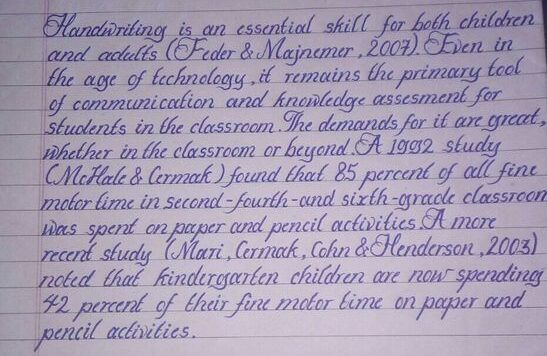 Handwriting is an essential skill for both children
and adults (Feder & Majnemer, 2007). Even in
the age of technology, it remains the primary tool
of communication and knowledge assesment for
students in the classroom. The demands for it are great,
whether in the classroom or beyond. A 1992 study
(McHale & Cermak) found that 85 percent of all fine
motor time in second-fourth-and sixth-grade classroom
was spent on paper and pencil activities. A more
recent study (Mari, Cermak, Cohn & Henderson, 2003)
noted that kindergarten children are now spending
42 percent of their fine motor time on paper and
pencil activities.